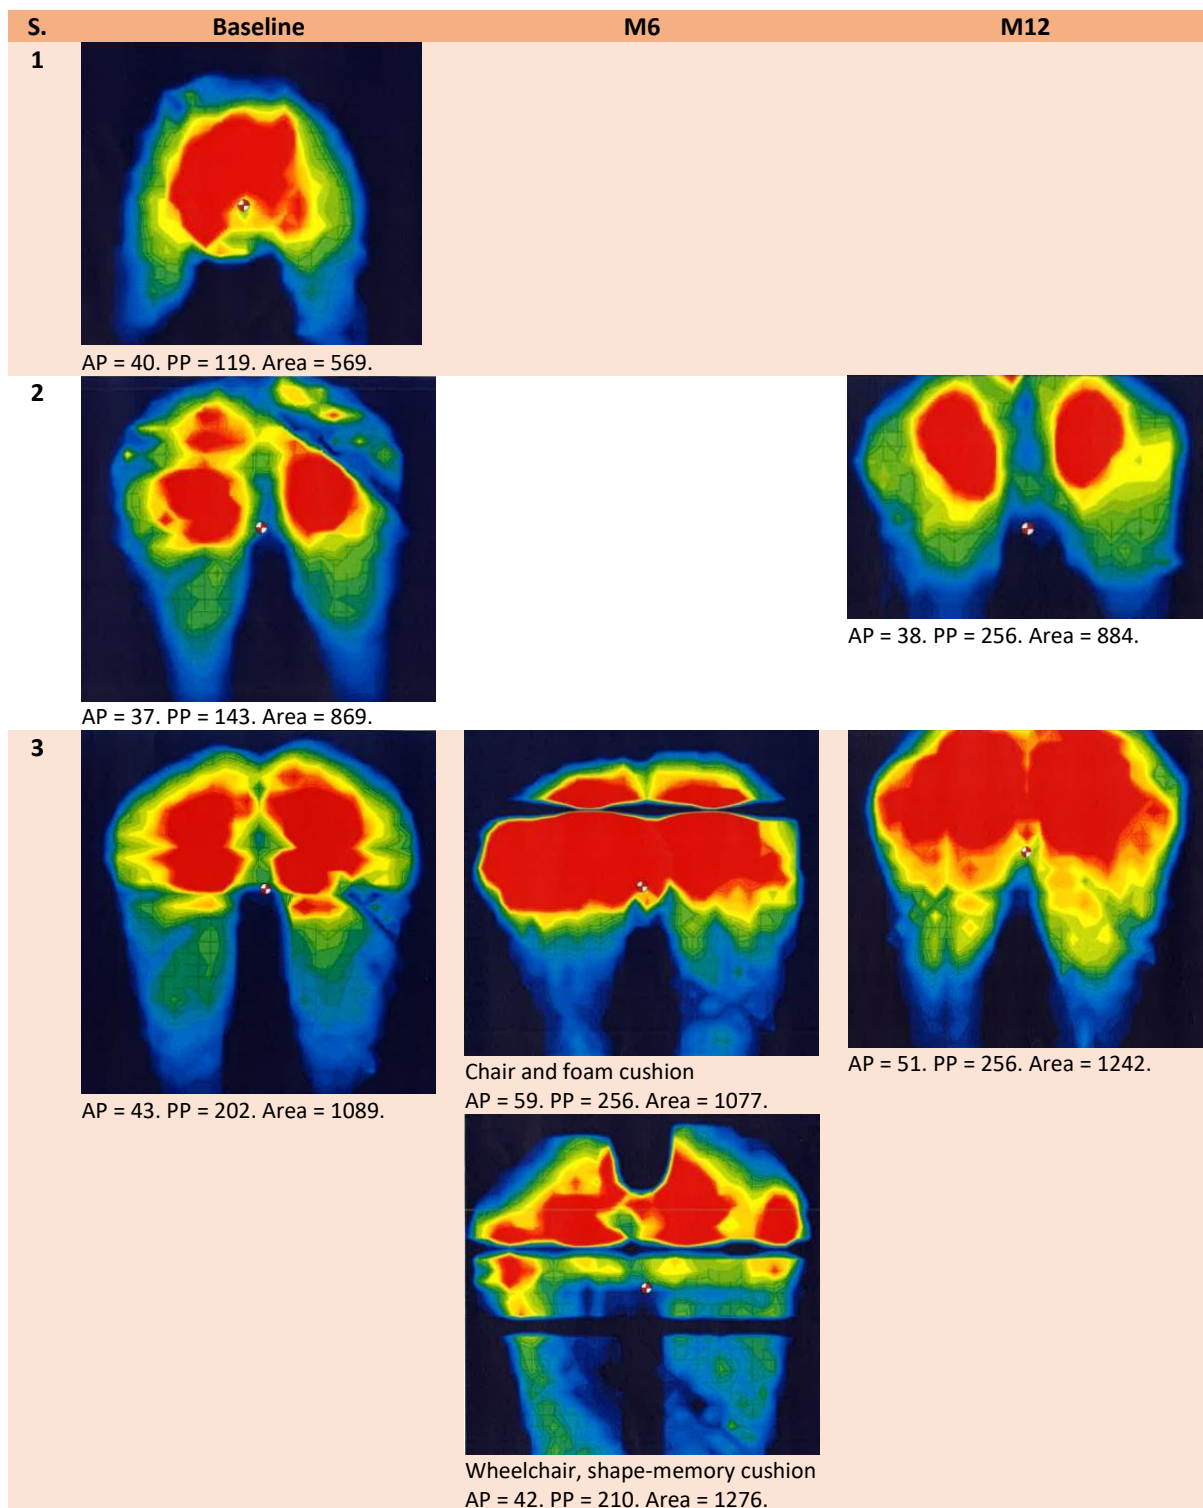 S. Baseline M6 M12
1
AP = 40. PP = 119. Area = 569.
2
AP = 38. PP = 256. Area = 884.
AP = 37. PP = 143. Area = 869.
3
Chair and foam cushion
AP = 59. PP = 256. Area = 1077.
AP = 51. PP = 256. Area = 1242.
AP = 43. PP = 202. Area = 1089.
Wheelchair, shape-memory cushion
AP = 42. PP = 210. Area = 1276.